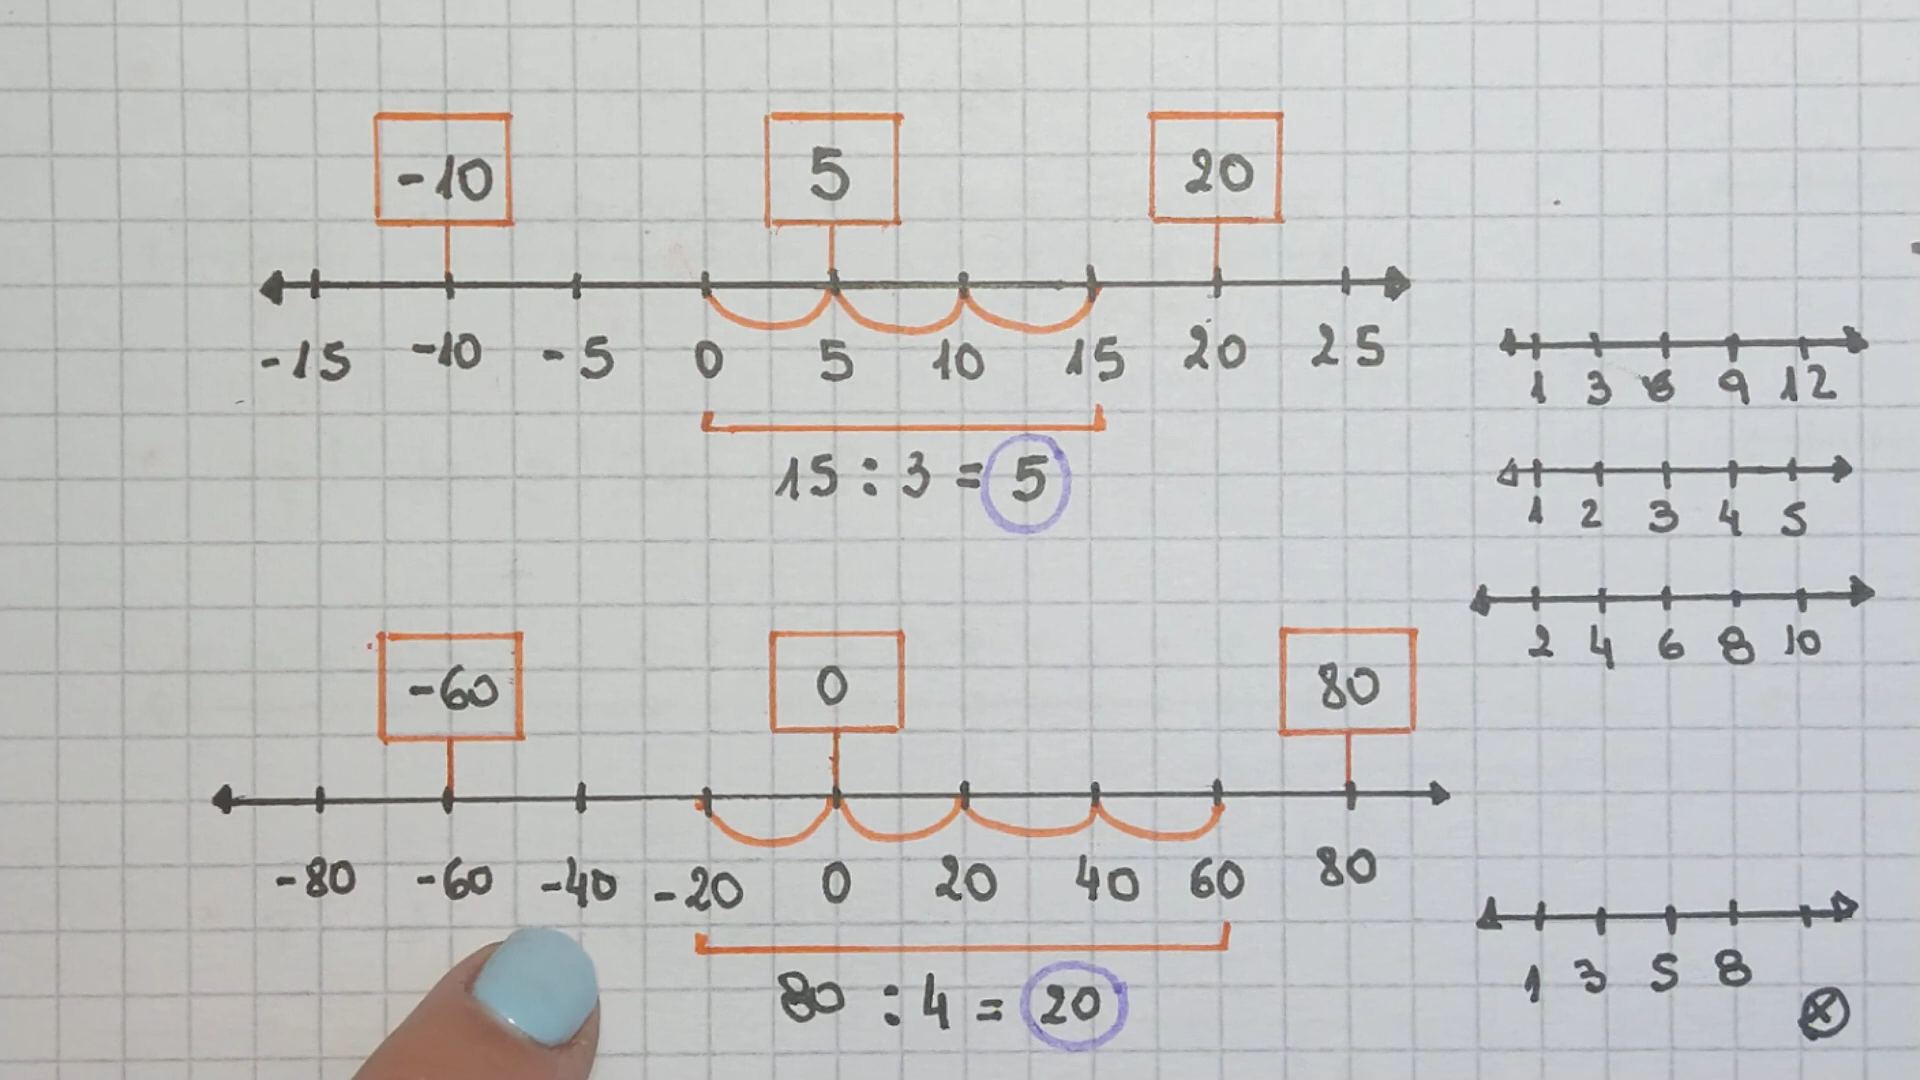 -10 5 20
-15 -10 -5 0 5 10 15 20 25
15 : 3 = 5
-60 0 80
-80 -60 -40 -20 0 20 40 60 80
80 : 4 = 20
1 3 6 9 12
1 2 3 4 5
2 4 6 8 10
1 3 5 8